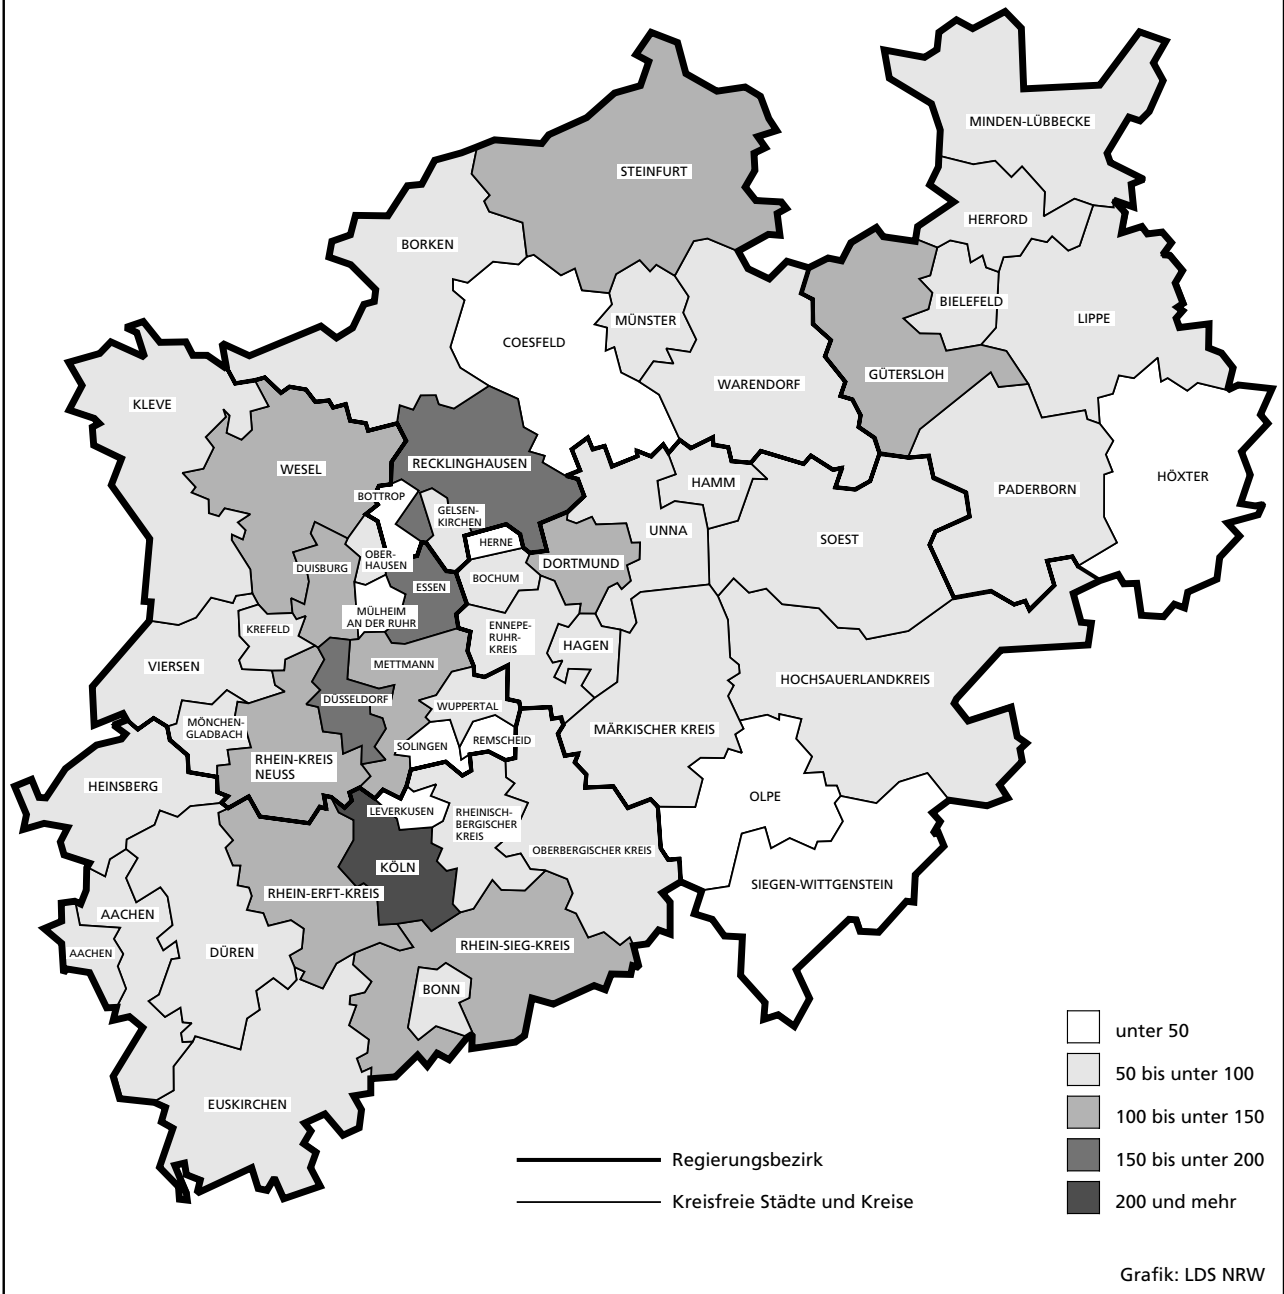 MINDEN-LÜBBECKE
STEINFURT
HERFORD
BORKEN
BIELEFELD
MÜNSTER
LIPPE
COESFELD
GÜTERSLOH
WARENDORF
KLEVE
RECKLINGHAUSEN
WESEL
HÖXTER
HAMM
PADERBORN
BOTTROP
GELSEN-
KIRCHEN
UNNA
SOEST
HERNE
OBER-
HAUSEN
DORTMUND
DUISBURG
BOCHUM
ESSEN
MÜLHEIM
AN DER RUHR
KREFELD
ENNEPE-
RUHR-
KREIS
HAGEN
VIERSEN
METTMANN
HOCHSAUERLANDKREIS
DÜSSELDORF
WUPPERTAL
MÖNCHEN-
GLADBACH
MÄRKISCHER KREIS
SOLINGEN
REMSCHEID
RHEIN-KREIS
NEUSS
HEINSBERG
OLPE
LEVERKUSEN
RHEINISCH-
BERGISCHER
KREIS
OBERBERGISCHER KREIS
KÖLN
SIEGEN-WITTGENSTEIN
RHEIN-ERFT-KREIS
AACHEN
RHEIN-SIEG-KREIS
AACHEN
DÜREN
BONN
EUSKIRCHEN
unter 50
50 bis unter 100
100 bis unter 150
150 bis unter 200
200 und mehr
Regierungsbezirk
Kreisfreie Städte und Kreise
Grafik: LDS NRW